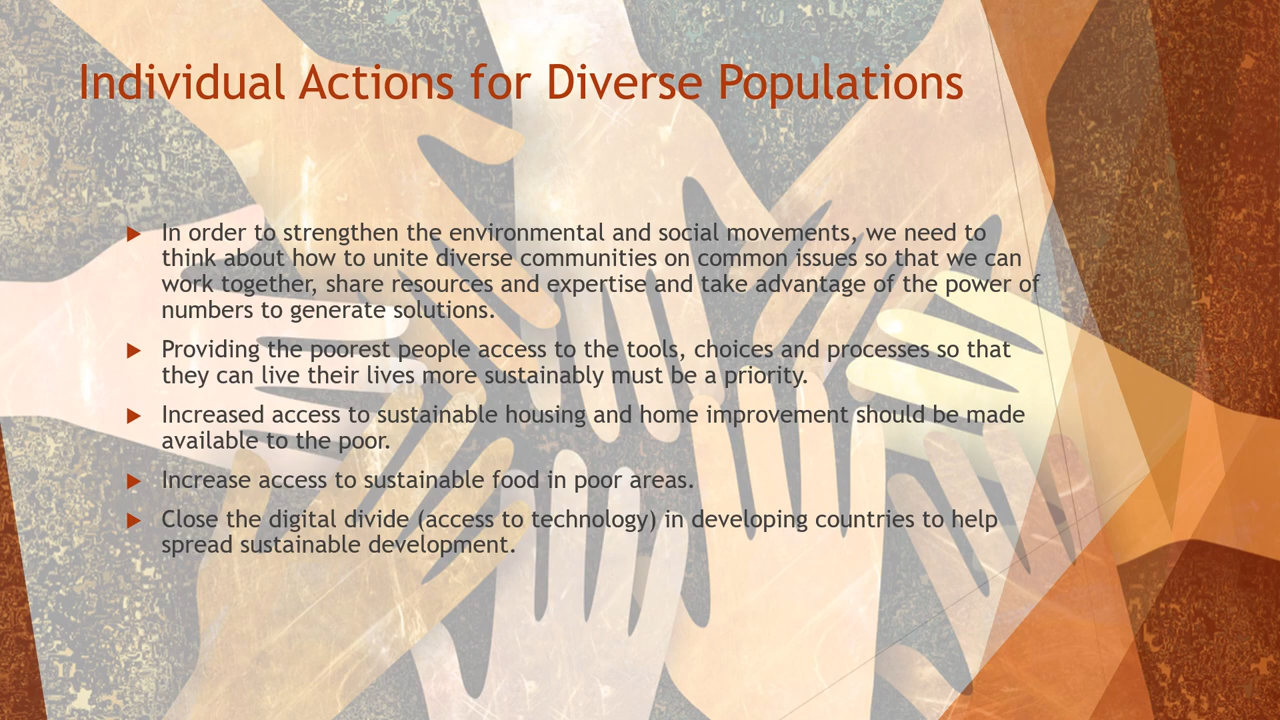 Individual Actions for Diverse Populations
In order to strengthen the environmental and social movements, we need to
think about how to unite diverse communities on common issues so that we can
work together, share resources and expertise and take advantage of the power of
numbers to generate solutions.
Providing the poorest people access to the tools, choices and processes so that
they can live their lives more sustainably must be a priority.
Increased access to sustainable housing and home improvement should be made
available to the poor.
Increase access to sustainable food in poor areas.
Close the digital divide (access to technology) in developing countries to help
spread sustainable development.